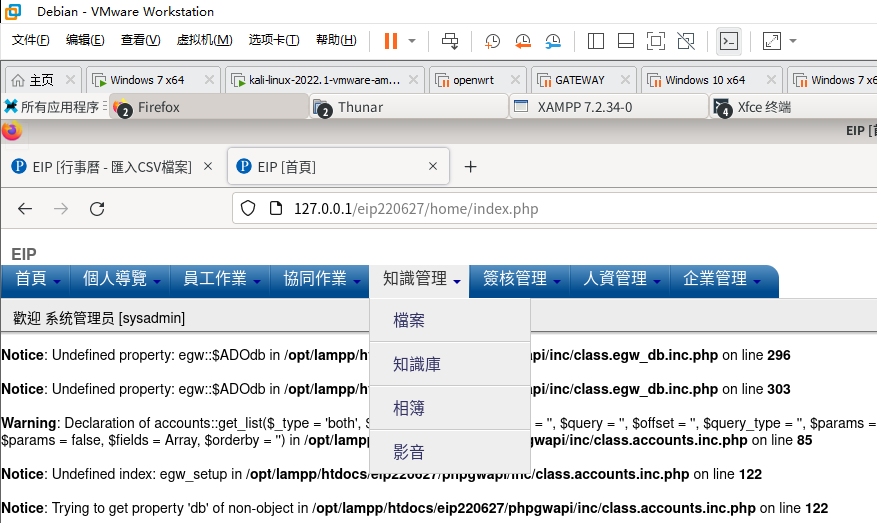 Debian - VMware Workstation
文件(F) 编辑(E) 查看(V) 虚拟机(M) 选项卡(T) 帮助(H)
主页 Windows 7 x64 kali-linux-2022.1-vmware-am... openwrt GATEWAY Windows 10 x64 Windows 7 x6
所有应用程序 2 Firefox 2 Thunar XAMPP 7.2.34-0 4 Xfce 终端
EIP [首
EIP [行事曆 - 匯入CSV檔案] EIP [首頁]
127.0.0.1/eip220627/home/index.php
EIP
首頁 個人導覽 員工作業 協同作業 知識管理 簽核管理 人資管理 企業管理
歡迎 系统管理员 [sysadmin]
檔案
知識庫
相簿
影音
Notice: Undefined property: egw::$ADOdb in /opt/lampp/ht pi/inc/class.egw_db.inc.php on line 296
Notice: Undefined property: egw::$ADOdb in /opt/lampp/ht pi/inc/class.egw_db.inc.php on line 303
Warning: Declaration of accounts::get_list($_type = 'both', $ = '', $query = '', $offset = '', $query_type = '', $params =
$params = false, $fields = Array, $orderby = '') in /opt/lamp gwapi/inc/class.accounts.inc.php on line 85
Notice: Undefined index: egw_setup in /opt/lampp/htdocs/eip220627/phpgwapi/inc/class.accounts.inc.php on line 122
Notice: Trying to get property 'db' of non-object in /opt/lampp/htdocs/eip220627/phpgwapi/inc/class.accounts.inc.php on line 122